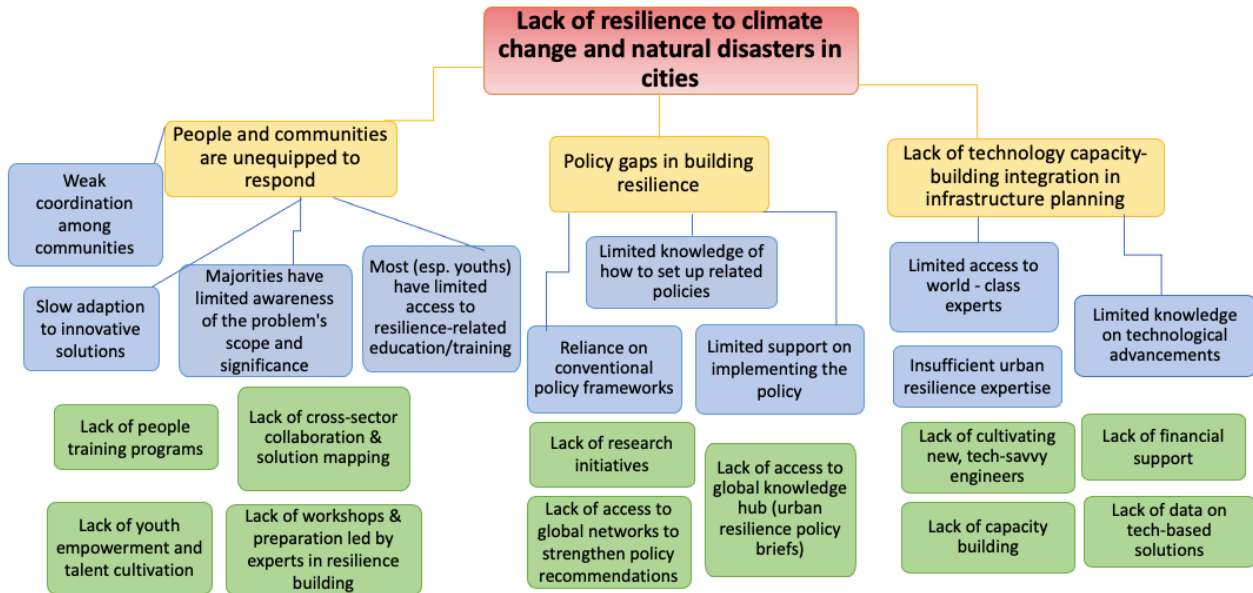 Lack of resilience to climate
change and natural disasters in
cities
People and communities
are unequipped to
respond
Policy gaps in building
resilience
Lack of technology capacity-
building integration in
infrastructure planning
Weak
coordination
among
communities
Slow adaption
to innovative
solutions
Majorities have
limited awareness
of the problem's
scope and
significance
Most (esp. youths)
have limited
access to
resilience-related
education/training
Limited knowledge of
how to set up related
policies
Reliance on
conventional
policy frameworks
Limited support on
implementing the
policy
Limited access to
world - class
experts
Insufficient urban
resilience expertise
Limited knowledge
on technological
advancements
Lack of people
training programs
Lack of cross-sector
collaboration &
solution mapping
Lack of youth
empowerment and
talent cultivation
Lack of workshops &
preparation led by
experts in resilience
building
Lack of research
initiatives
Lack of access to
global networks to
strengthen policy
recommendations
Lack of access to
global knowledge
hub (urban
resilience policy
briefs)
Lack of cultivating
new, tech-savvy
engineers
Lack of financial
support
Lack of capacity
building
Lack of data on
tech-based
solutions